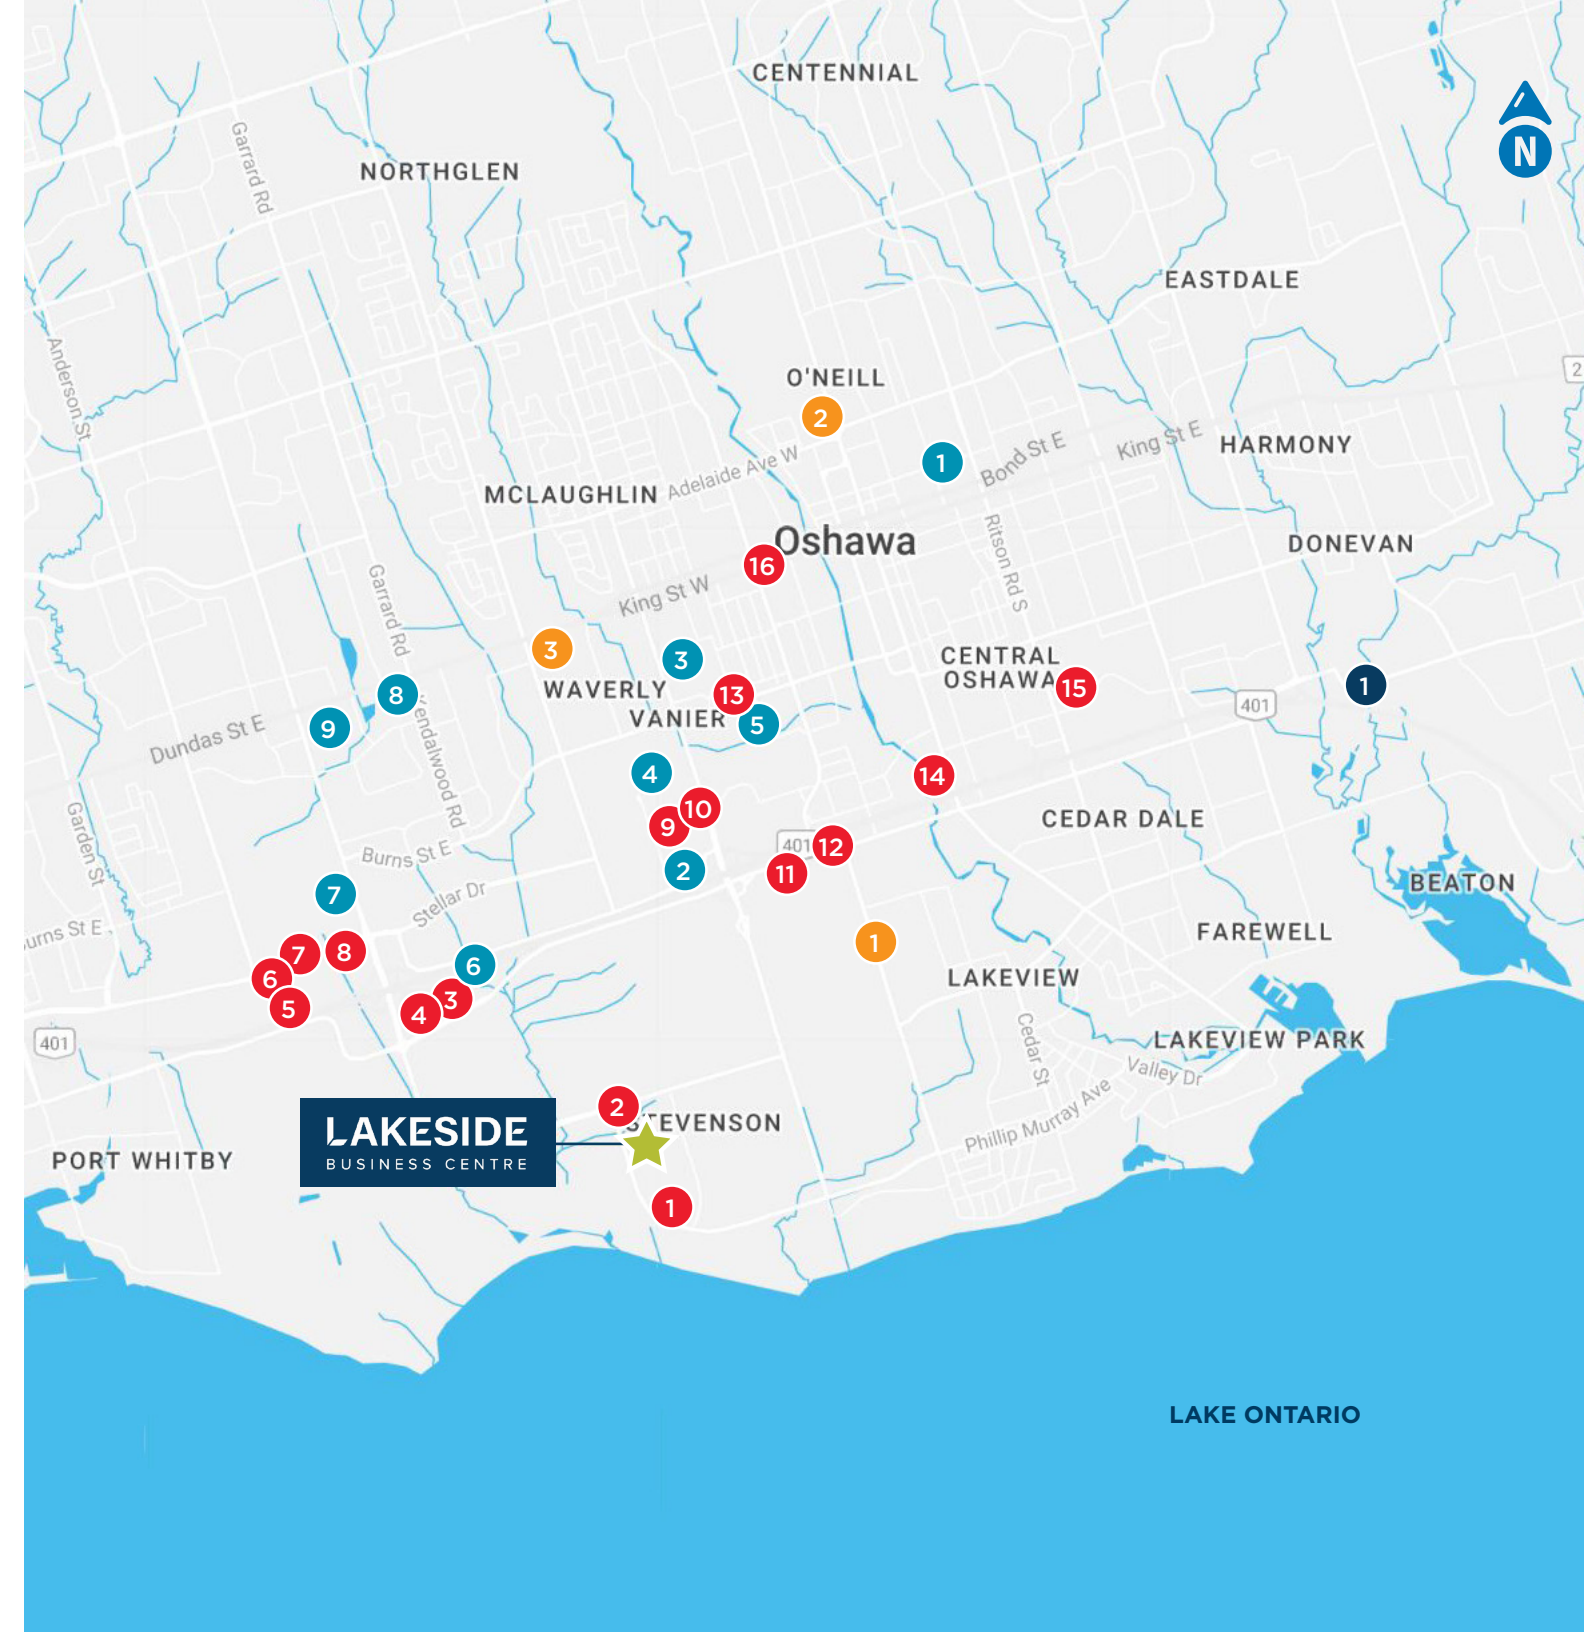 CENTENNIAL
N
Garrard Rd
NORTHGLEN
EASTDALE
Anderson St
O'NEILL
2
2
1
Bond St E
King St E
HARMONY
Adelaide Ave W
MCLAUGHLIN
Oshawa
16
Ritson Rd S
DONEVAN
King St W
Garrard Rd
3
3
CENTRAL
OSHAWA
15
1
WAVERLY
13
8
401
VANIER
5
9
Dundas St E
Kendalwood Rd
4
14
10
9
CEDAR DALE
Garden St
401
12
Burns St E
2
11
BEATON
7
Stellar Dr
urns St E
FAREWELL
1
7
8
6
LAKEVIEW
6
3
5
4
401
Cedar St
LAKEVIEW PARK
Valley Dr
2
Phillip Murray Ave
LAKESIDE
BUSINESS CENTRE
STEVENSON
PORT WHITBY
1
LAKE ONTARIO